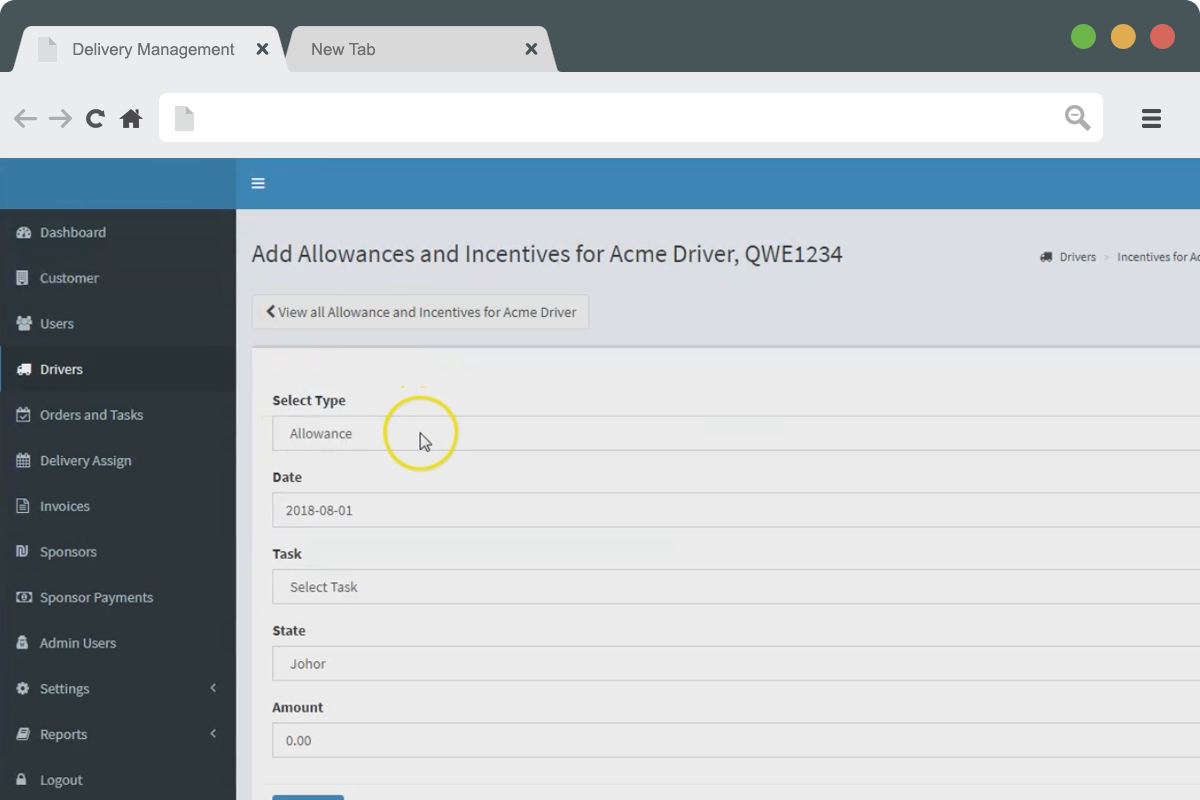 Delivery Management
New Tab
Dashboard
Customer
Users
Drivers
Orders and Tasks
Delivery Assign
Invoices
Sponsors
Sponsor Payments
Admin Users
Settings
Reports
Logout
Add Allowances and Incentives for Acme Driver, QWE1234
Drivers > Incentives for Ac
View all Allowance and Incentives for Acme Driver
Select Type
Allowance
Date
2018-08-01
Task
Select Task
State
Johor
Amount
0.00